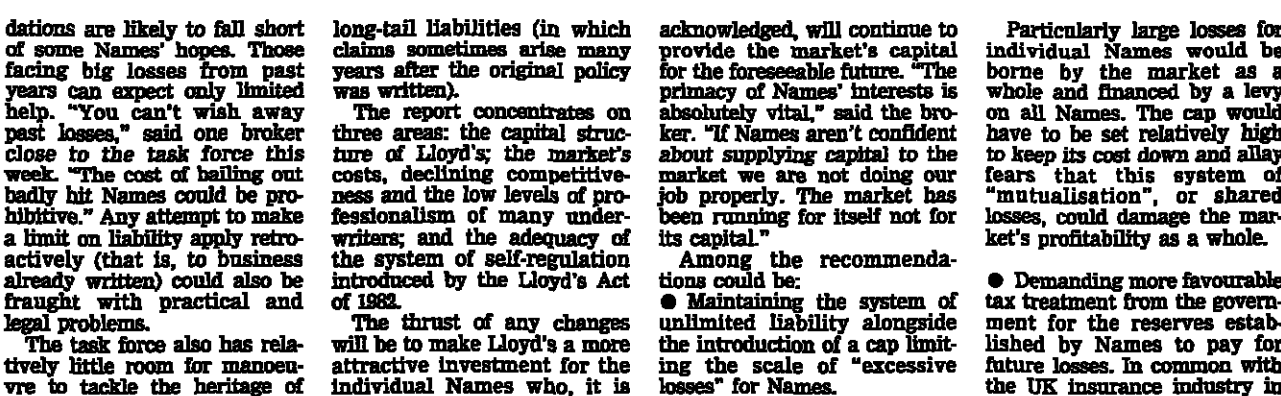 dations are likely to fall short
of some Names' hopes. Those
facing big losses from past
years can expect only limited
help. "You can't wish away
past losses," said one broker
close to the task force this
week. "The cost of bailing out
badly hit Names could be pro-
hibitive." Any attempt to make
a limit on liability apply retro-
actively (that is, to business
already written) could also be
fraught with practical and
legal problems.
The task force also has rela-
tively little room for manoeu-
vre to tackle the heritage of
long-tail liabilities (in which
claims sometimes arise many
years after the original policy
was written).
The report concentrates on
three areas: the capital struc-
ture of Lloyd's; the market's
costs, declining competitive-
ness and the low levels of pro-
fessionalism of many under-
writers; and the adequacy of
the system of self-regulation
introduced by the Lloyd's Act
of 1982.
The thrust of any changes
will be to make Lloyd's a more
attractive investment for the
individual Names who, it is
acknowledged, will continue to
provide the market's capital
for the foreseeable future. "The
primacy of Names' interests is
absolutely vital," said the bro-
ker. "If Names aren't confident
about supplying capital to the
market we are not doing our
job properly. The market has
been running for itself not for
its capital."
Among the recommenda-
tions could be:
● Maintaining the system of
unlimited liability alongside
the introduction of a cap limit-
ing the scale of "excessive
losses" for Names.
Particularly large losses for
individual Names would be
borne by the market as a
whole and financed by a levy
on all Names. The cap would
have to be set relatively high
to keep its cost down and allay
fears that this system of
"mutualisation", or shared
losses, could damage the mar-
ket's profitability as a whole.
● Demanding more favourable
tax treatment from the govern-
ment for the reserves estab-
lished by Names to pay for
future losses. In common with
the UK insurance industry in